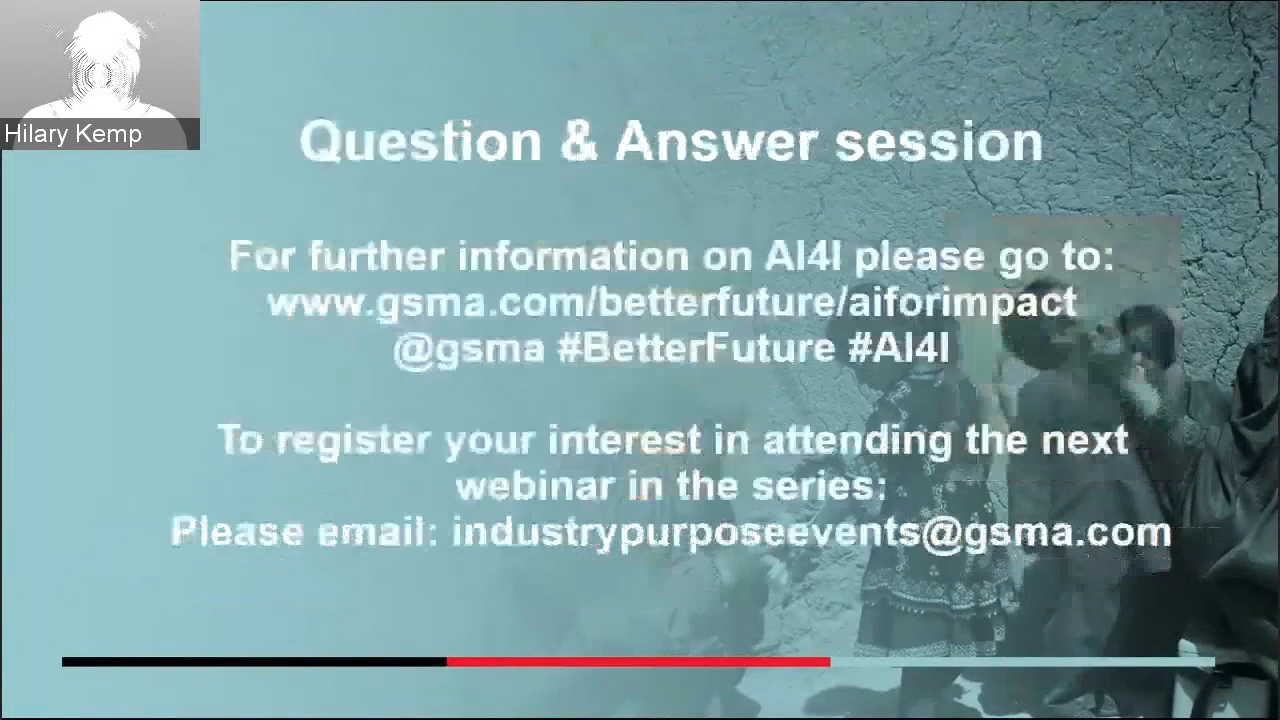 Hilary Kemp
Question & Answer session
For further information on AI4I please go to:
www.gsma.com/betterfuture/aiforimpact
@gsma #BetterFuture #AI4I
To register your interest in attending the next
webinar in the series:
Please email: industrypurposeevents@gsma.com